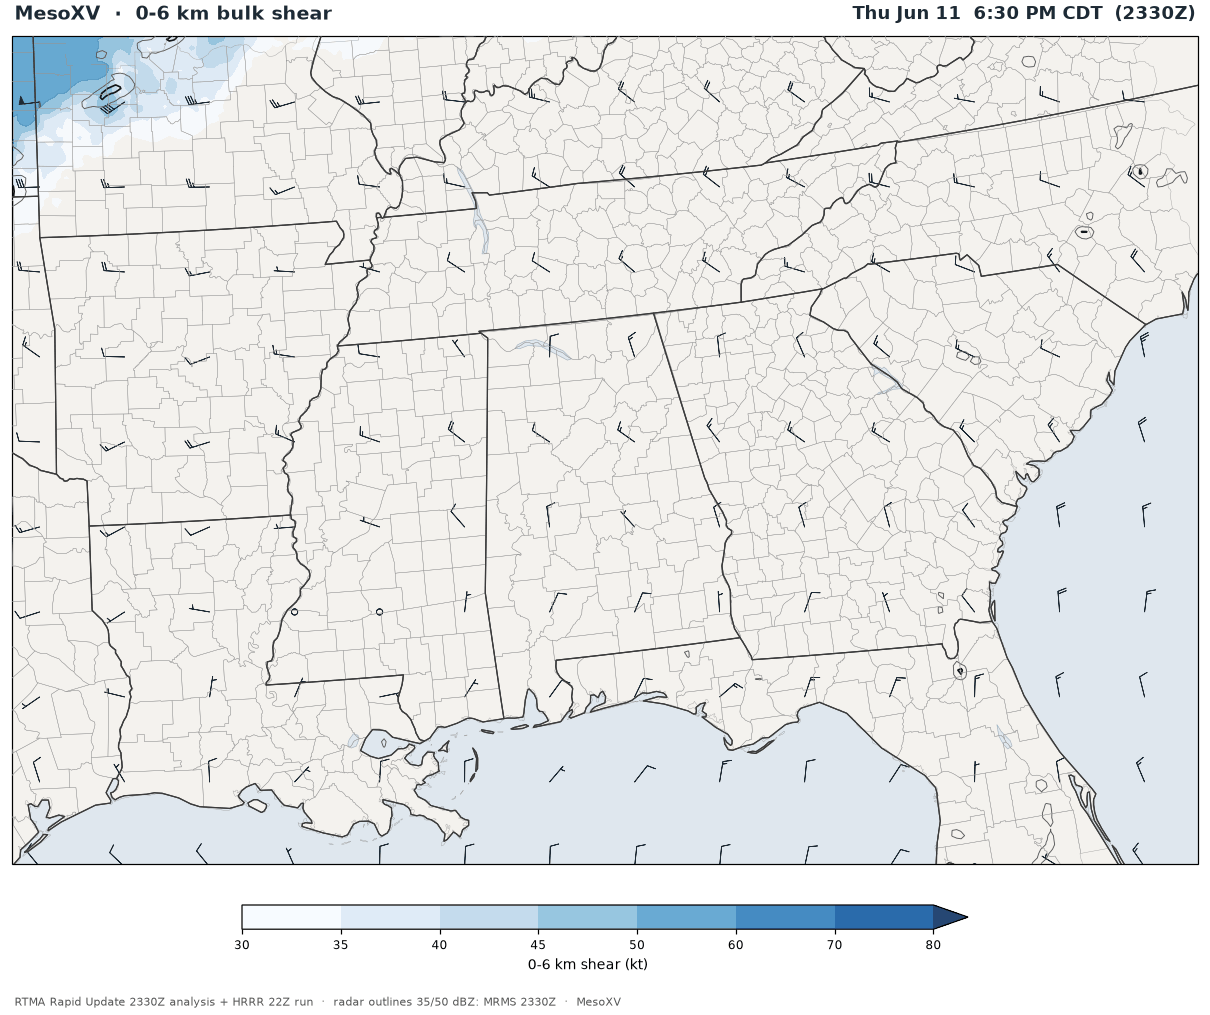 MesoXV · 0-6 km bulk shear
Thu Jun 11 6:30 PM CDT (2330Z)
30 35 40 45 50 60 70 80
0-6 km shear (kt)
RTMA Rapid Update 2330Z analysis + HRRR 22Z run · radar outlines 35/50 dBZ: MRMS 2330Z · MesoXV